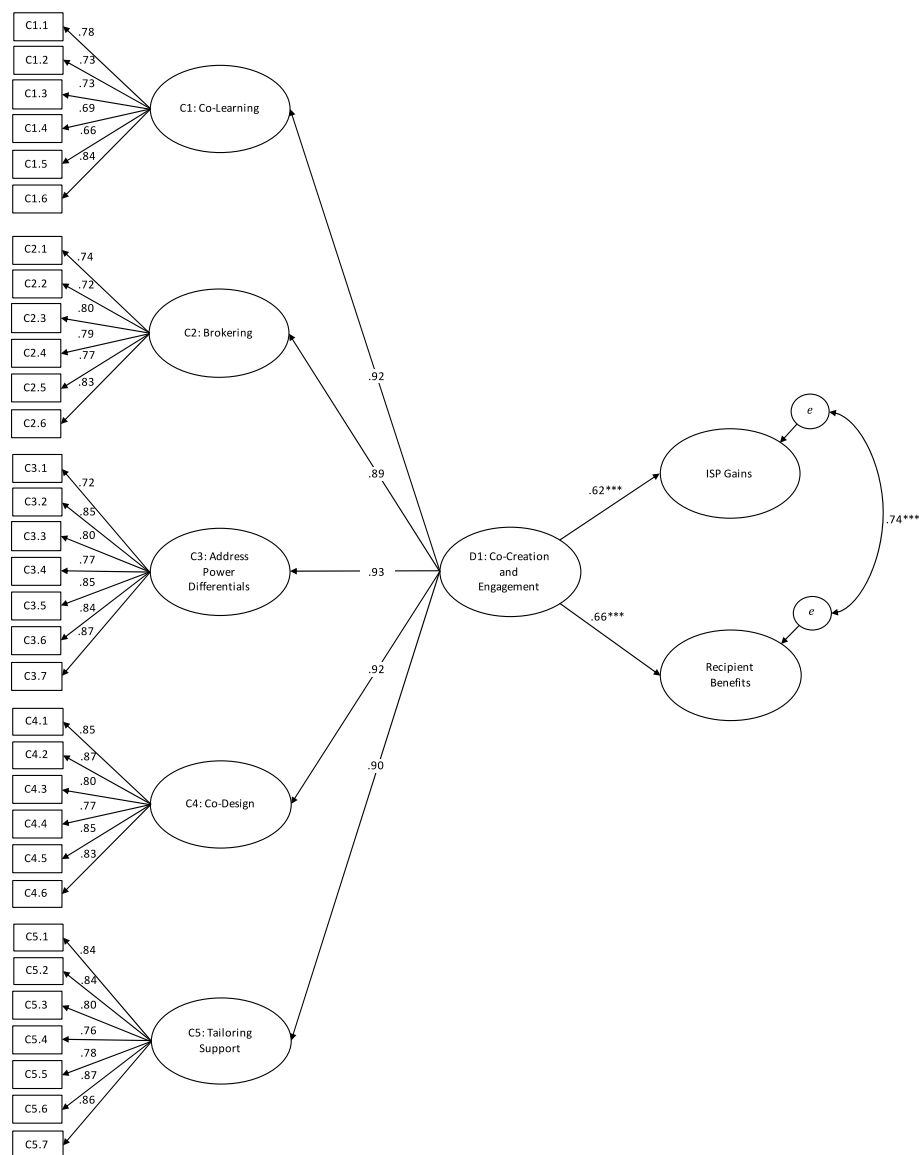 C1.1
.78
C1.2
.73
C1.3
.73
C1.4
.69
C1.5
.66
C1.6
.84
C1: Co-Learning
C2.1
.74
C2.2
.72
C2.3
.80
C2.4
.79
C2.5
.77
C2.6
.83
C2: Brokering
C3.1
.72
C3.2
.85
C3.3
.80
C3.4
.77
C3.5
.85
C3.6
.84
C3.7
.87
C3: Address
Power
Differentials
C4.1
.85
C4.2
.87
C4.3
.80
C4.4
.77
C4.5
.85
C4.6
.83
C4: Co-Design
C5.1
.84
C5.2
.84
C5.3
.80
C5.4
.76
C5.5
.78
C5.6
.87
C5.7
.86
C5: Tailoring
Support
.92
.89
.93
.92
.90
D1: Co-Creation
and
Engagement
.62***
.66***
ISP Gains
e
Recipient
Benefits
e
.74***